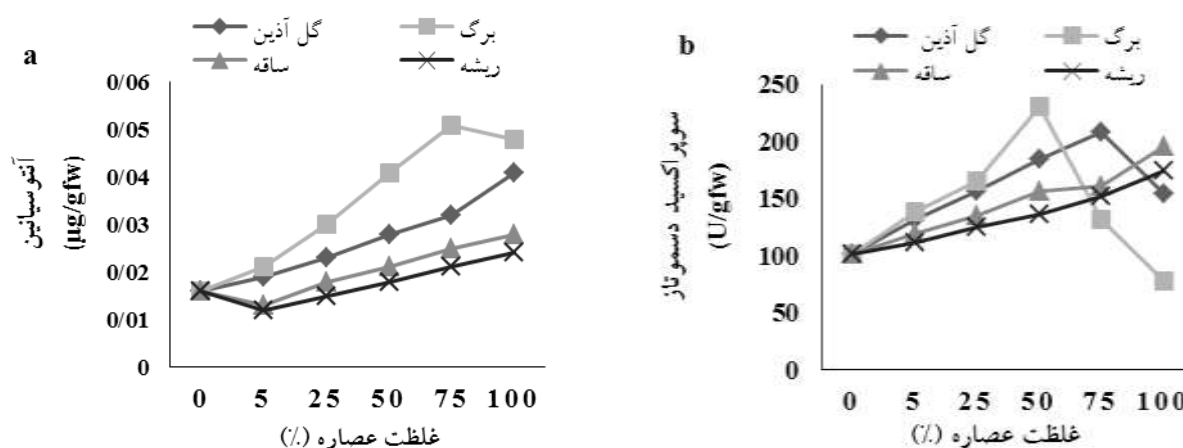 a
گل آذین
برگ
ساقه
ریشه
0/06
0/05
0/04
0/03
0/02
0/01
0
آنتوسیانین
(µg/gfw)
0 5 25 50 75 100
غلظت عصاره (٪)
b
گل آذین
برگ
ساقه
ریشه
250
200
150
100
50
0
سوپراکسید دسموتاز
(U/gfw)
0 5 25 50 75 100
غلظت عصاره (٪)